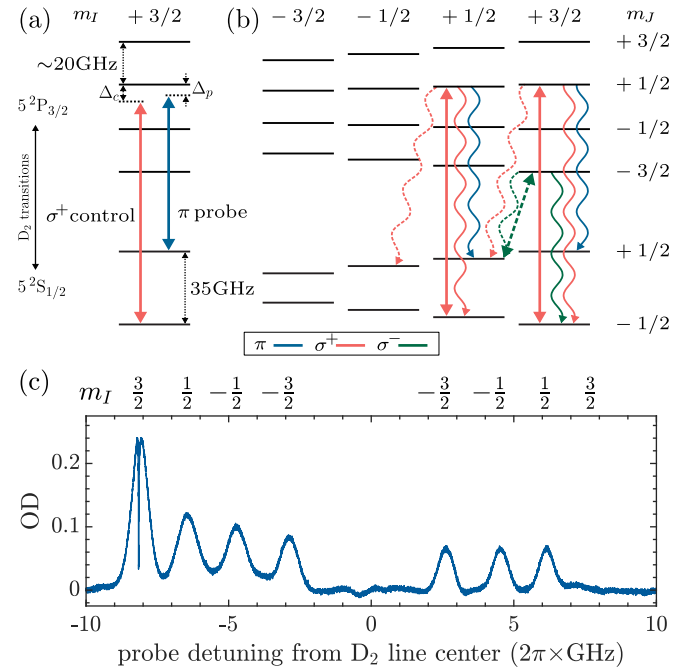 (a) m_I + 3/2 (b) − 3/2 − 1/2 + 1/2 + 3/2 m_J
+ 3/2
∼20GHz
+ 1/2
Δ_c Δ_p
5 ²P_{3/2}
− 1/2
D₂ transitions
− 3/2
σ⁺ control π probe
+ 1/2
5 ²S_{1/2}
35GHz
− 1/2
π σ⁺ σ⁻
(c) m_I 3/2 1/2 −1/2 −3/2 −3/2 −1/2 1/2 3/2
0.2
0.1
0
OD
-10 -5 0 5 10
probe detuning from D₂ line center (2π×GHz)